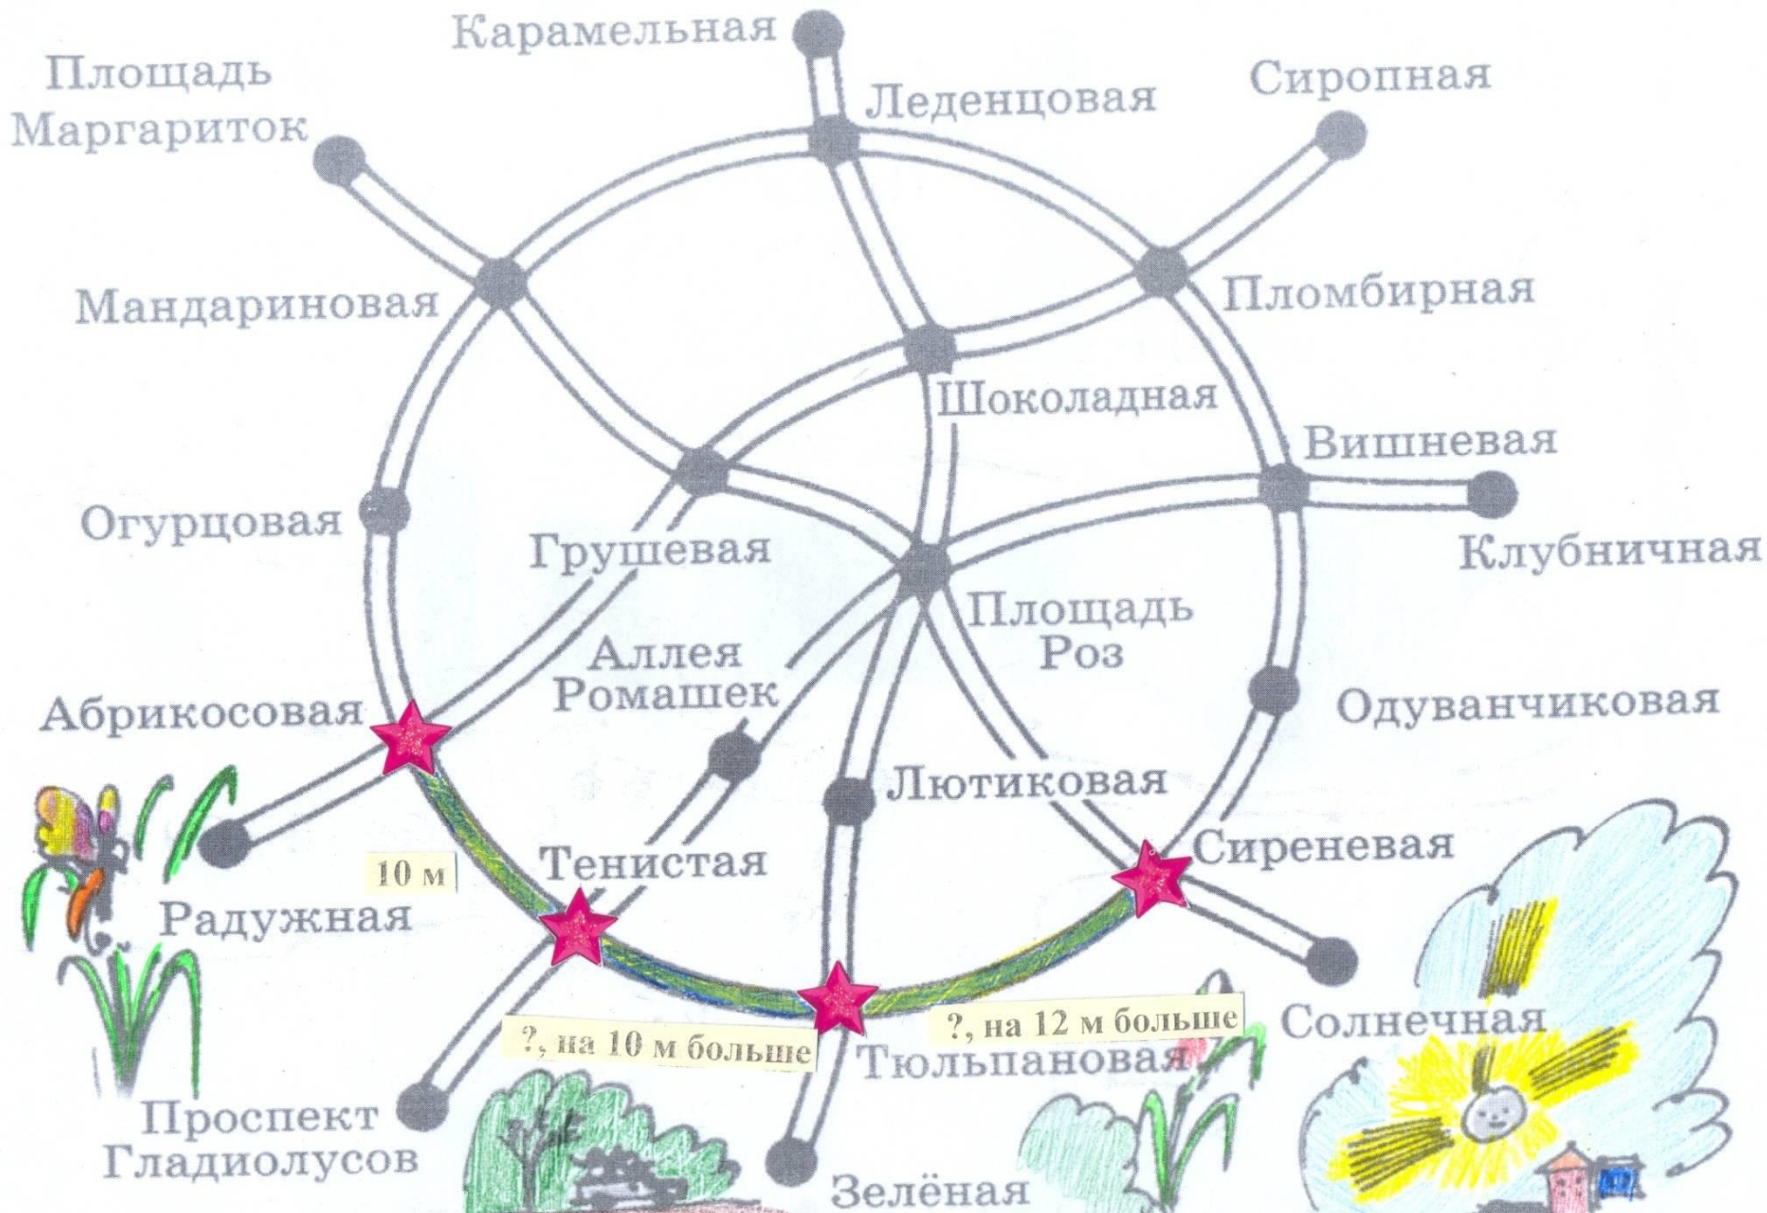 Карамельная
Площадь
Маргариток
Леденцовая
Сиропная
Мандариновая
Пломбирная
Шоколадная
Вишневая
Огурцовая
Грушевая
Клубничная
Площадь
Роз
Аллея
Ромашек
Абрикосовая
Одуванчиковая
Лютиковая
Тенистая
Сиреневая
10 м
Радужная
?, на 10 м больше
?, на 12 м больше
Солнечная
Тюльпановая
Проспект
Гладиолусов
Зелёная